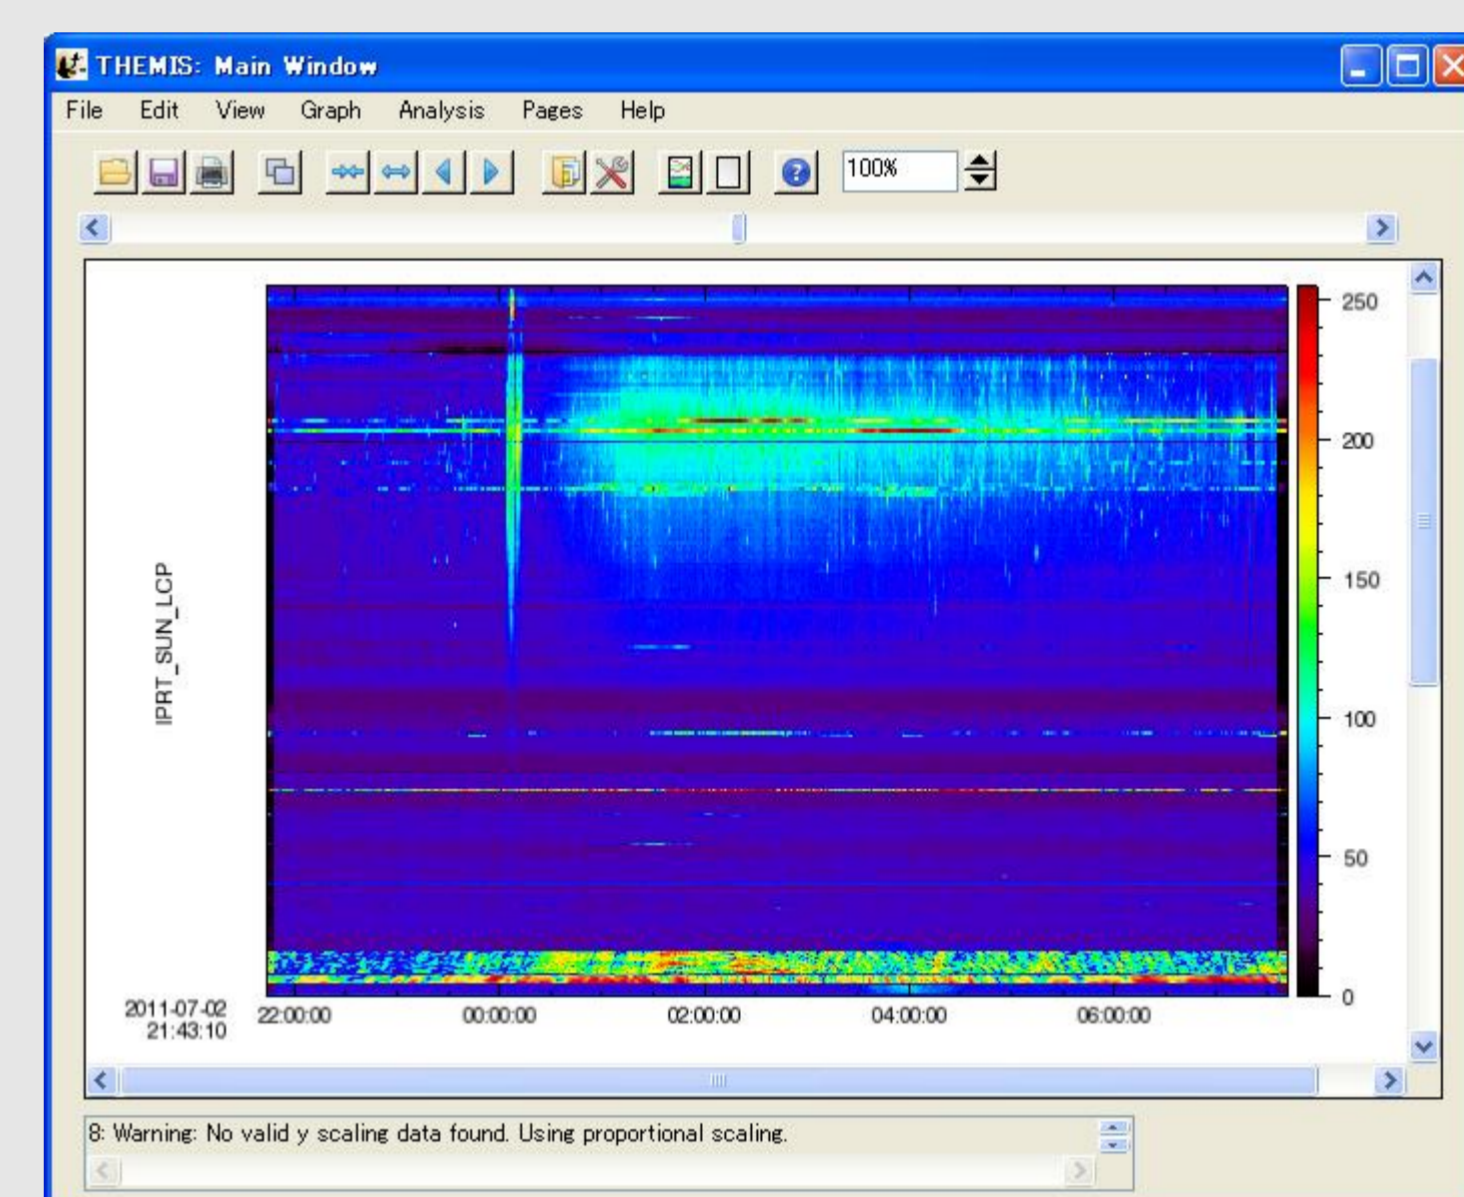 THEMIS: Main Window
File Edit View Graph Analysis Pages Help
100%
250
200
150
100
50
0
IPRT_SUN_LCP
2011-07-02
21:43:10
22:00:00 00:00:00 02:00:00 04:00:00 06:00:00
8: Warning: No valid y scaling data found. Using proportional scaling.